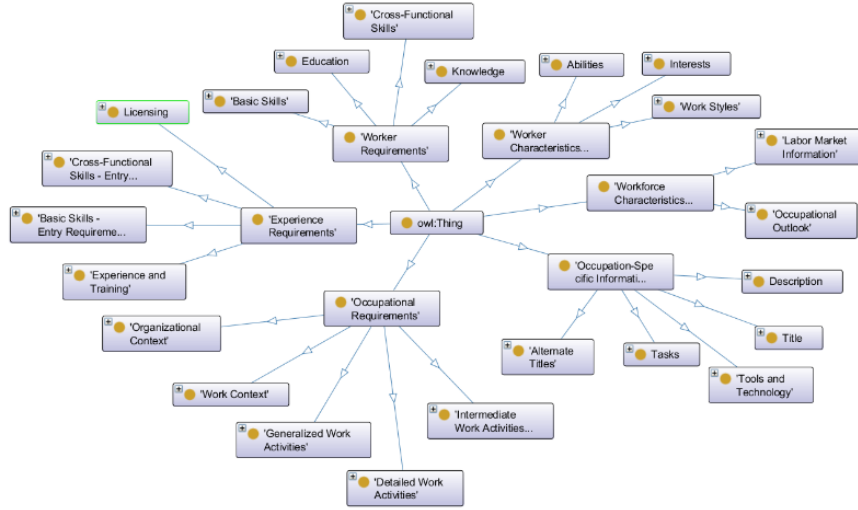 'Cross-Functional
Skills'
Education
Knowledge
'Basic Skills'
'Worker
Requirements'
Abilities
Interests
'Work Styles'
'Worker
Characteristics...
Licensing
'Labor Market
Information'
'Cross-Functional
Skills - Entry...
'Workforce
Characteristics...
'Basic Skills -
Entry Requireme...
'Experience
Requirements'
owl:Thing
'Occupational
Outlook'
'Experience and
Training'
'Occupation-Spe
cific Informati...
Description
'Occupational
Requirements'
'Organizational
Context'
Title
'Alternate
Titles'
Tasks
'Tools and
Technology'
'Work Context'
'Intermediate
Work Activities...
'Generalized Work
Activities'
'Detailed Work
Activities'